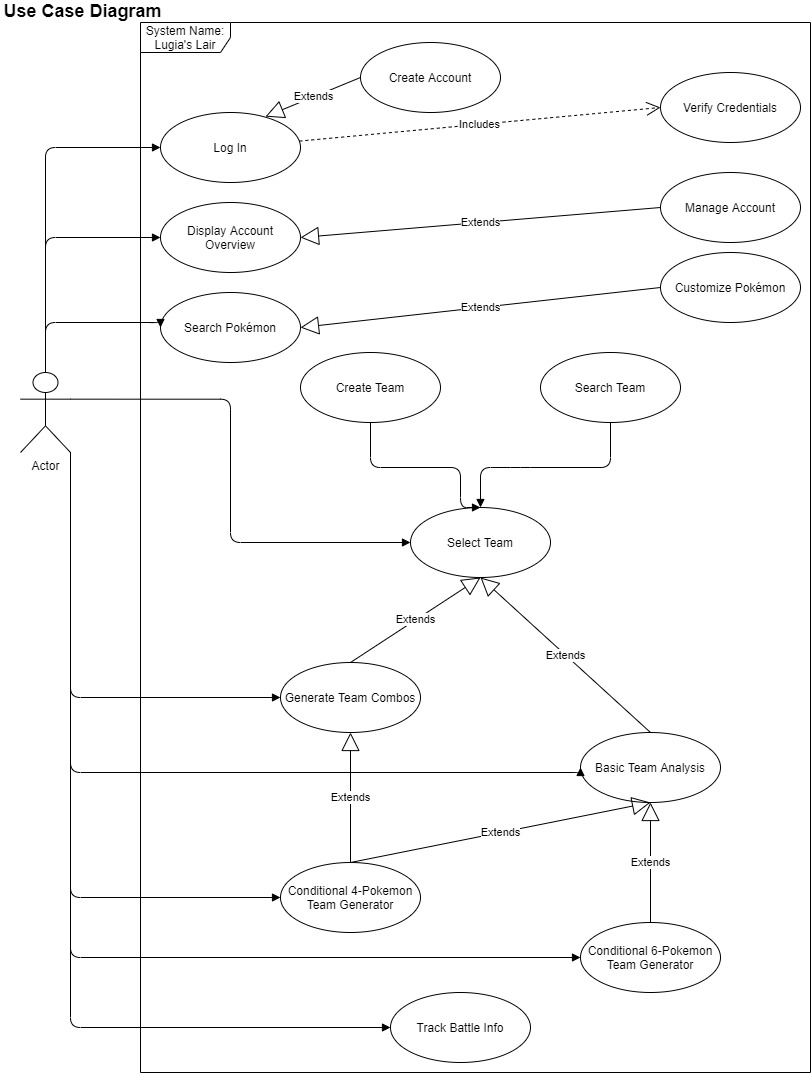 Use Case Diagram
System Name:
Lugia's Lair
Create Account
Extends
Verify Credentials
Includes
Log In
Manage Account
Extends
Display Account
Overview
Customize Pokémon
Extends
Search Pokémon
Create Team
Search Team
Actor
Select Team
Extends
Extends
Generate Team Combos
Basic Team Analysis
Extends
Extends
Extends
Conditional 4-Pokemon
Team Generator
Conditional 6-Pokemon
Team Generator
Track Battle Info